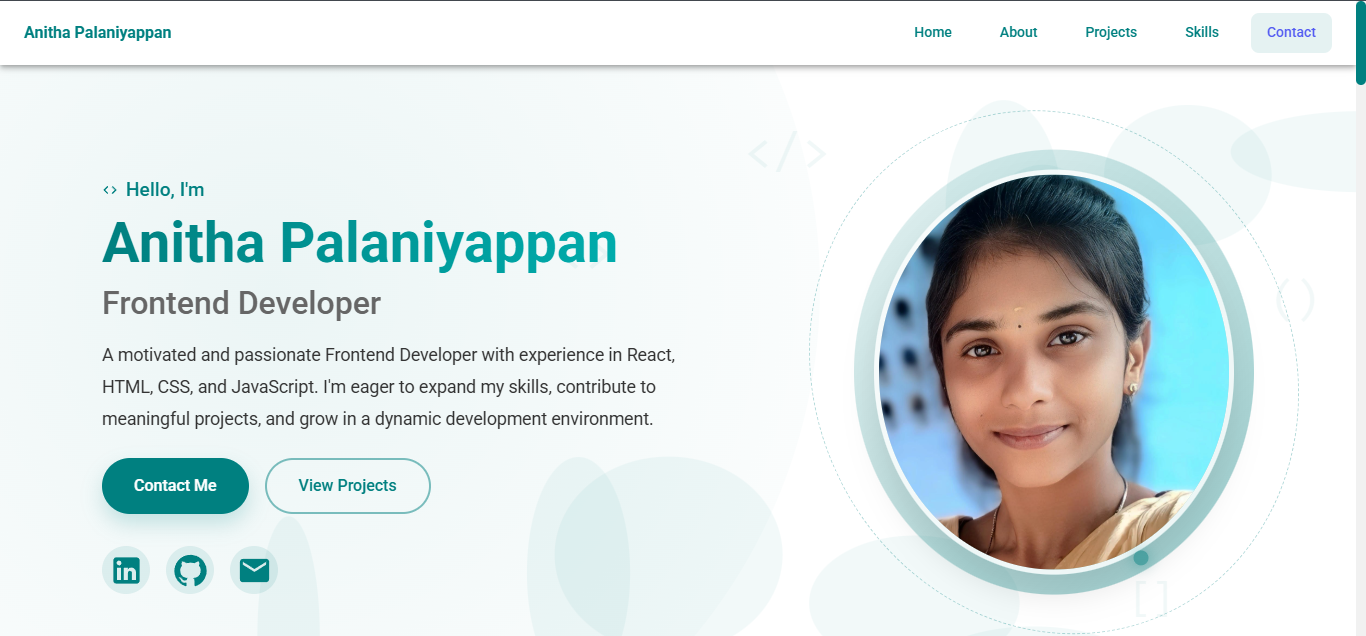 Anitha Palaniyappan
Home
About
Projects
Skills
Contact
</>
<> Hello, I'm
Anitha Palaniyappan
Frontend Developer
( )
A motivated and passionate Frontend Developer with experience in React,
HTML, CSS, and JavaScript. I'm eager to expand my skills, contribute to
meaningful projects, and grow in a dynamic development environment.
Contact Me
View Projects
in
[ ]